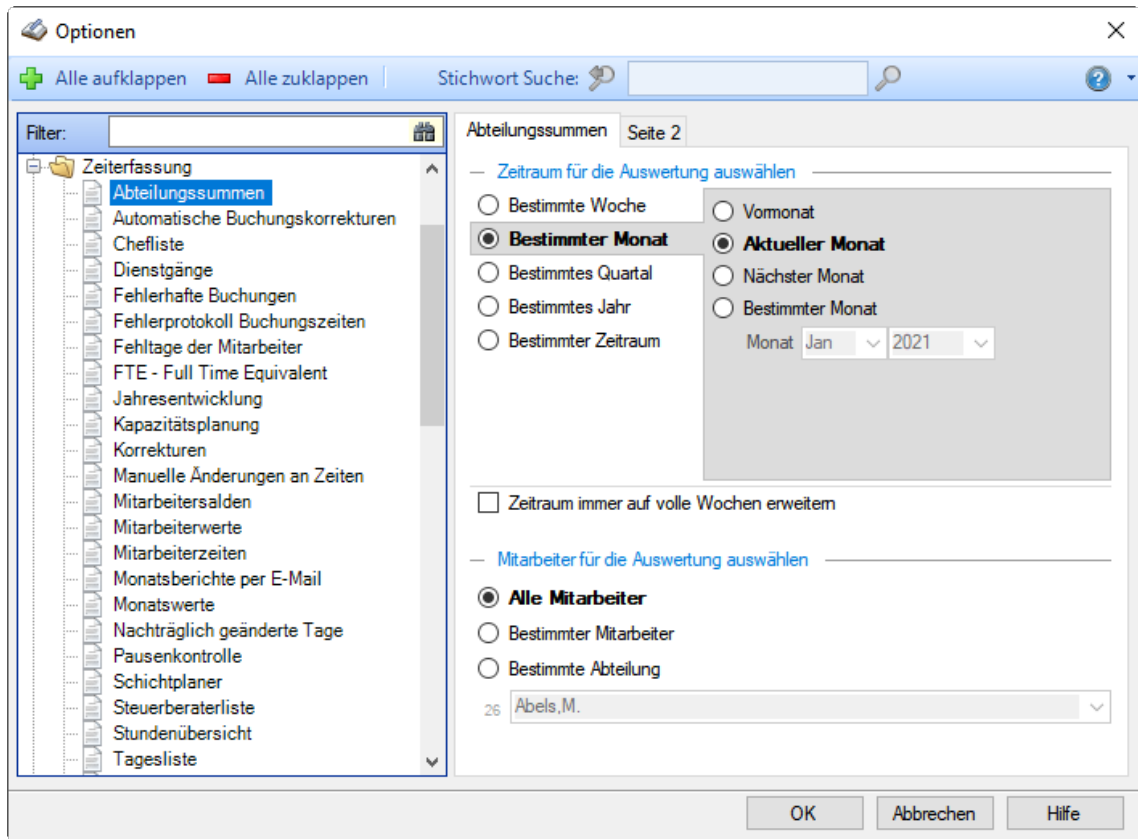 Optionen
Alle aufklappen Alle zuklappen Stichwort Suche:
Filter:
Zeiterfassung
Abteilungssummen
Automatische Buchungskorrekturen
Chefliste
Dienstgänge
Fehlerhafte Buchungen
Fehlerprotokoll Buchungszeiten
Fehltage der Mitarbeiter
FTE - Full Time Equivalent
Jahresentwicklung
Kapazitätsplanung
Korrekturen
Manuelle Änderungen an Zeiten
Mitarbeitersalden
Mitarbeiterwerte
Mitarbeiterzeiten
Monatsberichte per E-Mail
Monatswerte
Nachträglich geänderte Tage
Pausenkontrolle
Schichtplaner
Steuerberaterliste
Stundenübersicht
Tagesliste
Abteilungssummen Seite 2
Zeitraum für die Auswertung auswählen
Bestimmte Woche
Bestimmter Monat
Bestimmtes Quartal
Bestimmtes Jahr
Bestimmter Zeitraum
Vormonat
Aktueller Monat
Nächster Monat
Bestimmter Monat
Monat Jan 2021
Zeitraum immer auf volle Wochen erweitern
Mitarbeiter für die Auswertung auswählen
Alle Mitarbeiter
Bestimmter Mitarbeiter
Bestimmte Abteilung
26 Abels,M.
OK Abbrechen Hilfe